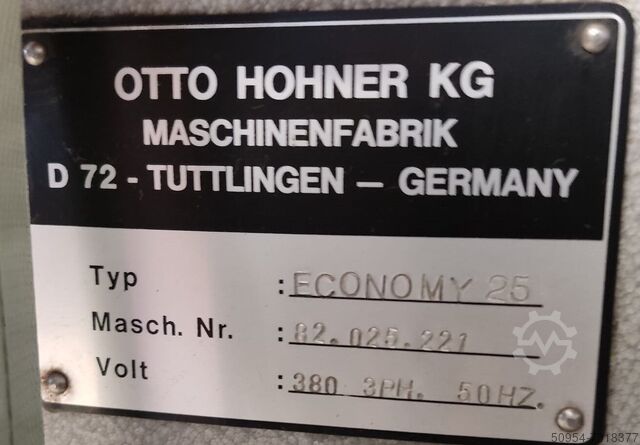 OTTO HOHNER KG
MASCHINENFABRIK
D 72 - TUTTLINGEN — GERMANY
Typ : ECONOMY 25
Masch. Nr. : 82.025.221
Volt : 380 3PH. 50HZ.